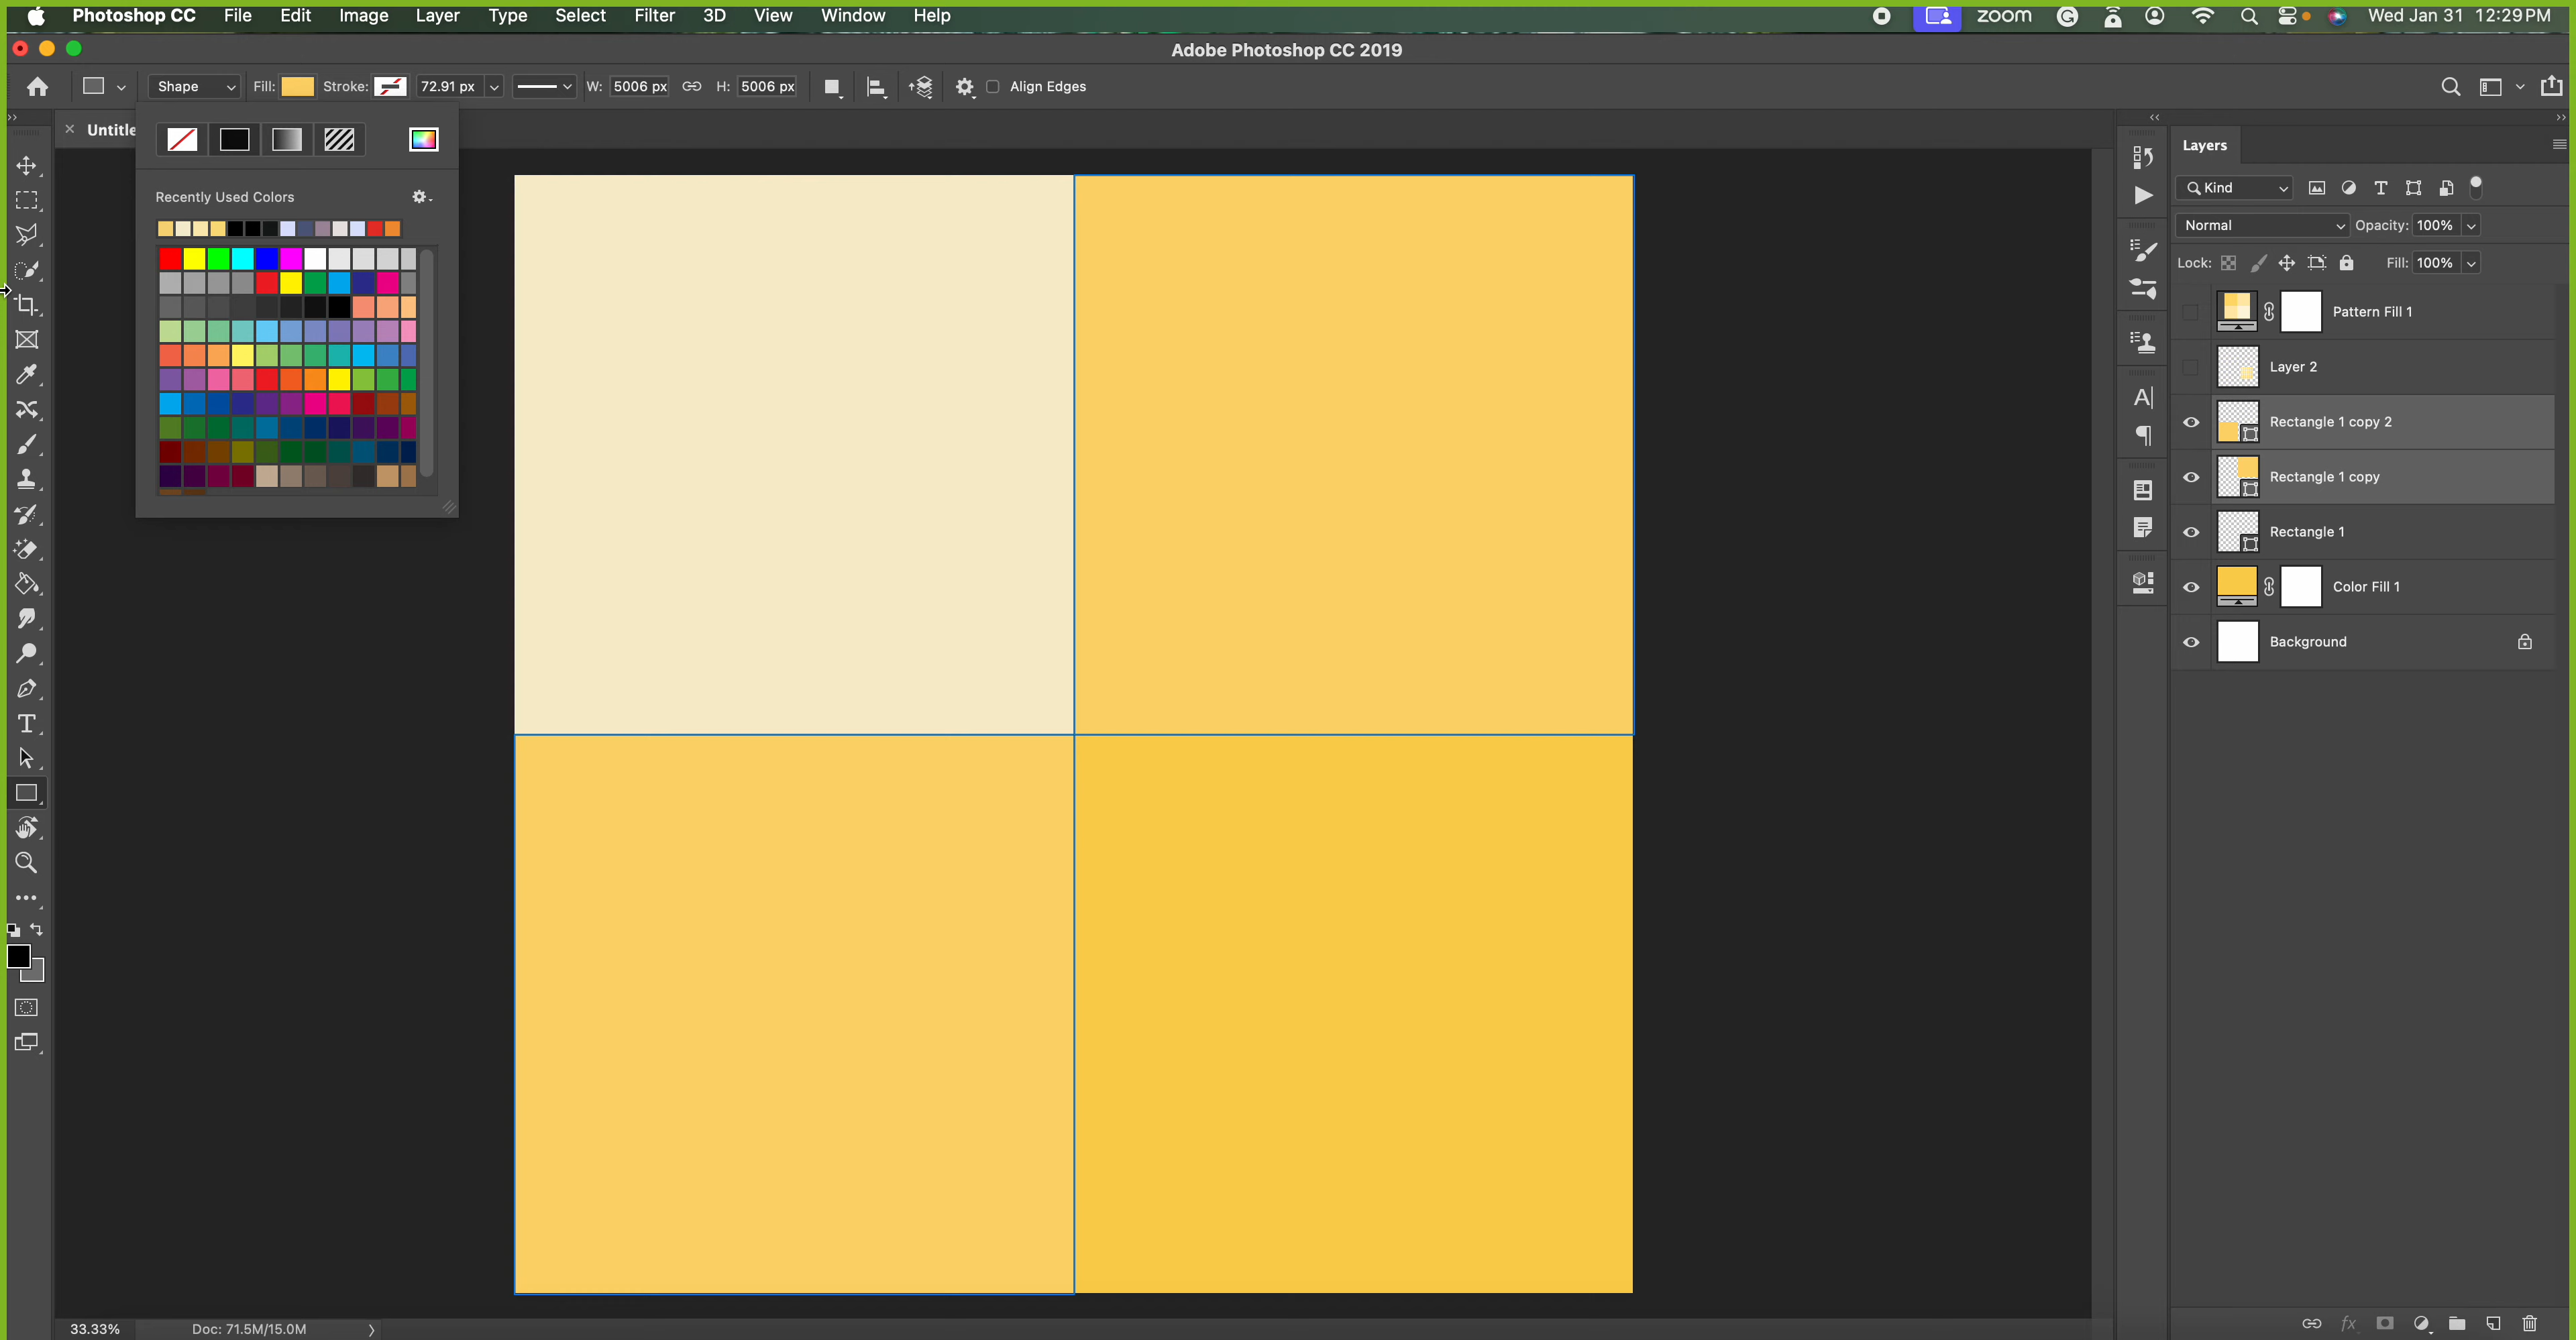 Photoshop CC File Edit Image Layer Type Select Filter 3D View Window Help zoom Wed Jan 31 12:29 PM
Adobe Photoshop CC 2019
Shape Fill: Stroke: 72.91 px W: 5006 px H: 5006 px Align Edges
Untitle
Recently Used Colors
Layers
Kind
Normal Opacity: 100%
Lock: Fill: 100%
Pattern Fill 1
Layer 2
Rectangle 1 copy 2
Rectangle 1 copy
Rectangle 1
Color Fill 1
Background
33.33% Doc: 71.5M/15.0M